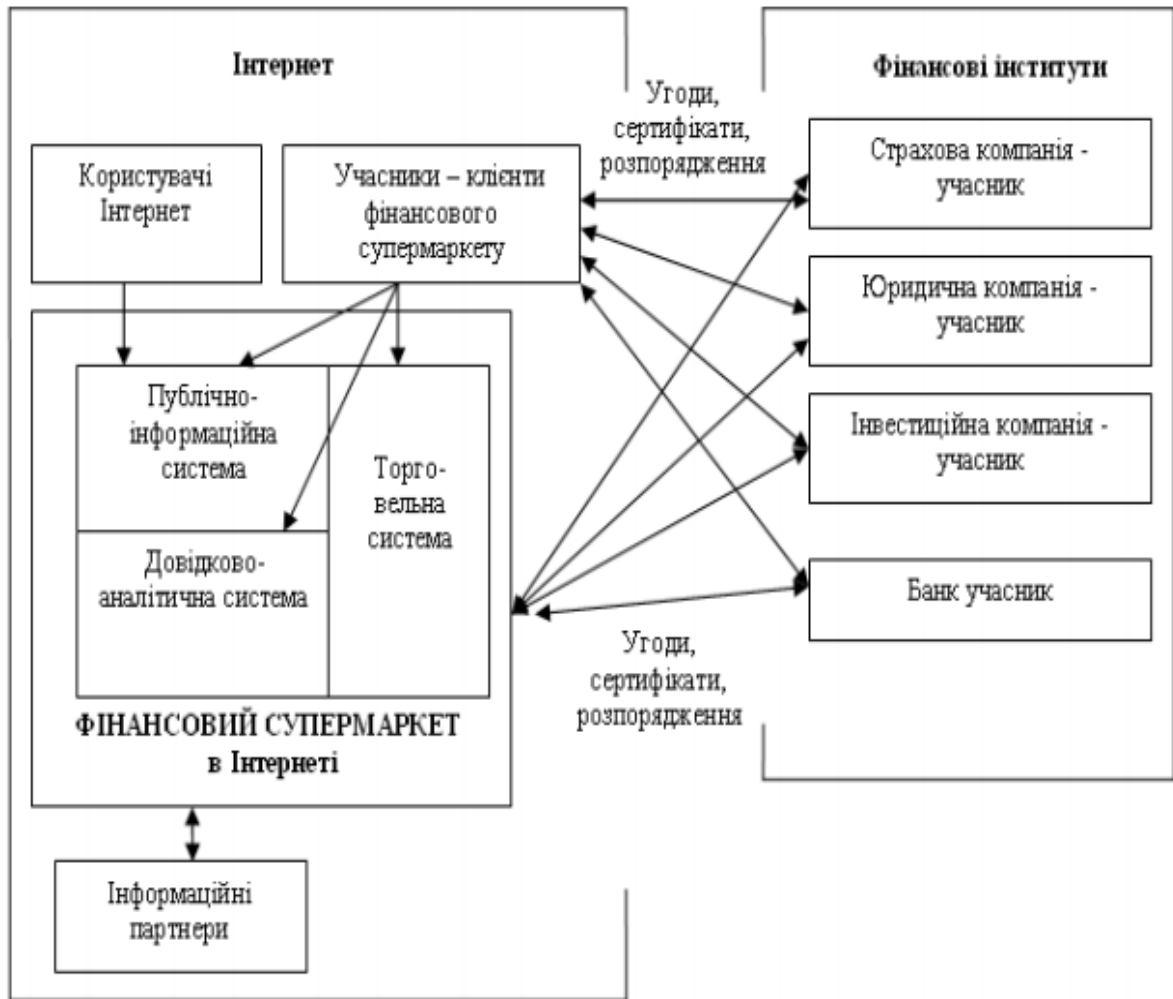 Інтернет
Фінансові інститути
Угоди,
сертифікати,
розпорядження
Користувачі
Інтернет
Учасники – клієнти
фінансового
супермаркету
Страхова компанія -
учасник
Юридична компанія -
учасник
Інвестиційна компанія -
учасник
Банк учасник
Публічно-
інформаційна
система
Торго-
вельна
система
Довідково-
аналітична система
Угоди,
сертифікати,
розпорядження
ФІНАНСОВИЙ СУПЕРМАРКЕТ
в Інтернеті
Інформаційні
партнери